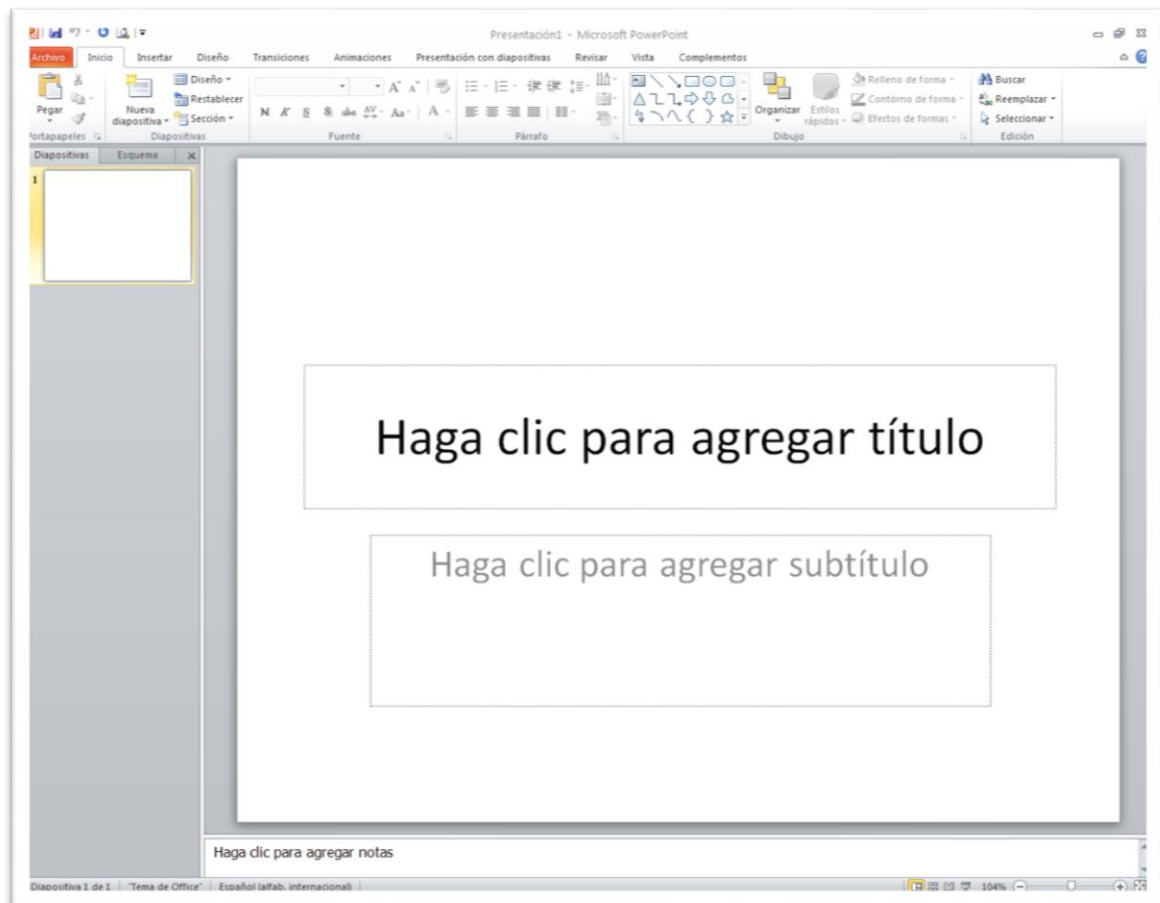 Presentación1 - Microsoft PowerPoint
Archivo Inicio Insertar Diseño Transiciones Animaciones Presentación con diapositivas Revisar Vista Complementos
Pegar
Portapapeles
Nueva diapositiva
Diseño
Restablecer
Sección
Diapositivas
N K S S abc AV Aa A
Fuente
Párrafo
Organizar
Estilos rápidos
Relleno de forma
Contorno de forma
Efectos de formas
Dibujo
Buscar
Reemplazar
Seleccionar
Edición
Diapositivas Esquema
1
Haga clic para agregar título
Haga clic para agregar subtítulo
Haga clic para agregar notas
Diapositiva 1 de 1 "Tema de Office" Español (alfab. internacional) 104%